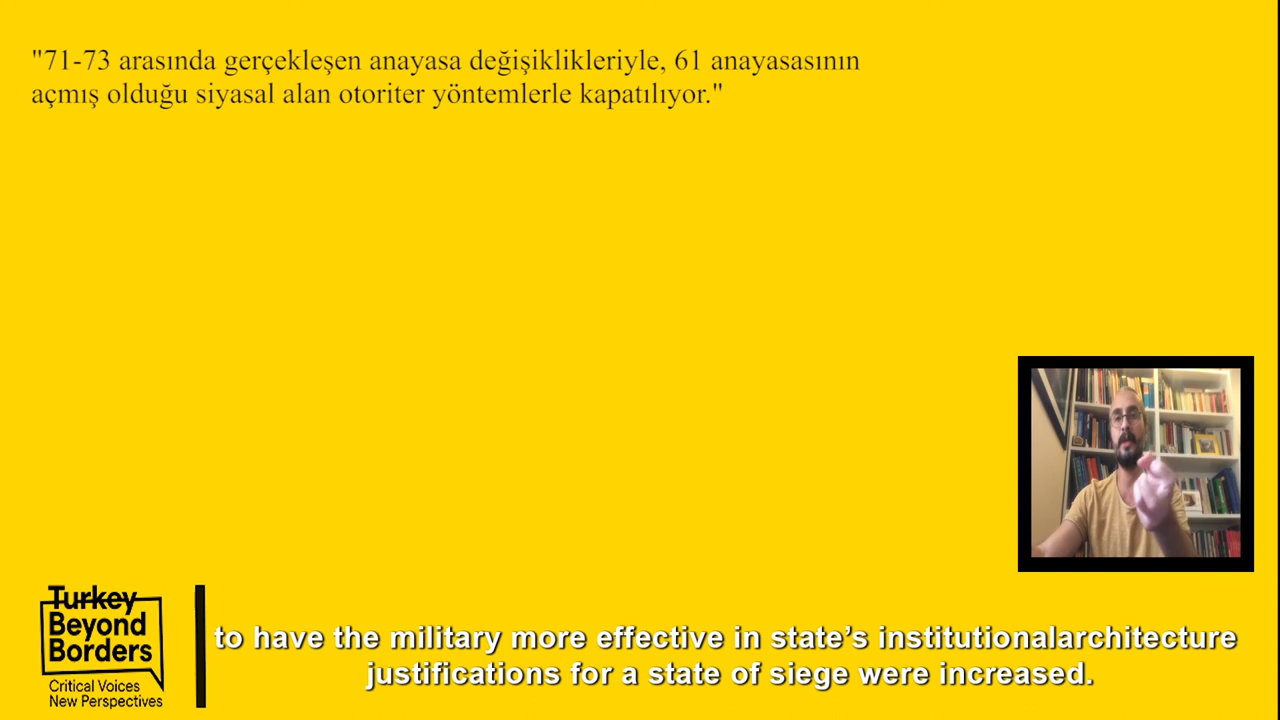 "71-73 arasında gerçekleşen anayasa değişiklikleriyle, 61 anayasasının
açmış olduğu siyasal alan otoriter yöntemlerle kapatılıyor."
Turkey
Beyond
Borders
Critical Voices
New Perspectives
to have the military more effective in state’s institutionalarchitecture
justifications for a state of siege were increased.